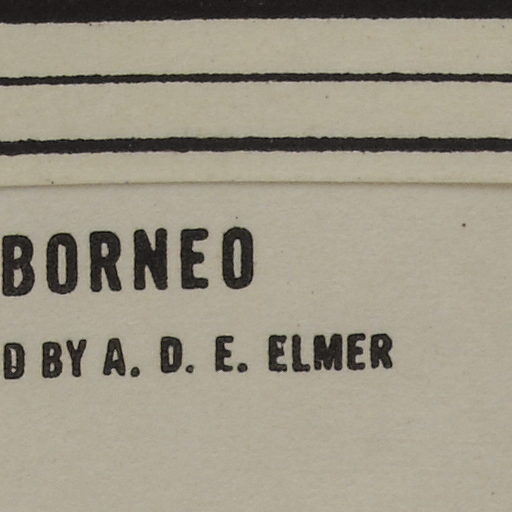 BORNEO
D BY A. D. E. ELMER